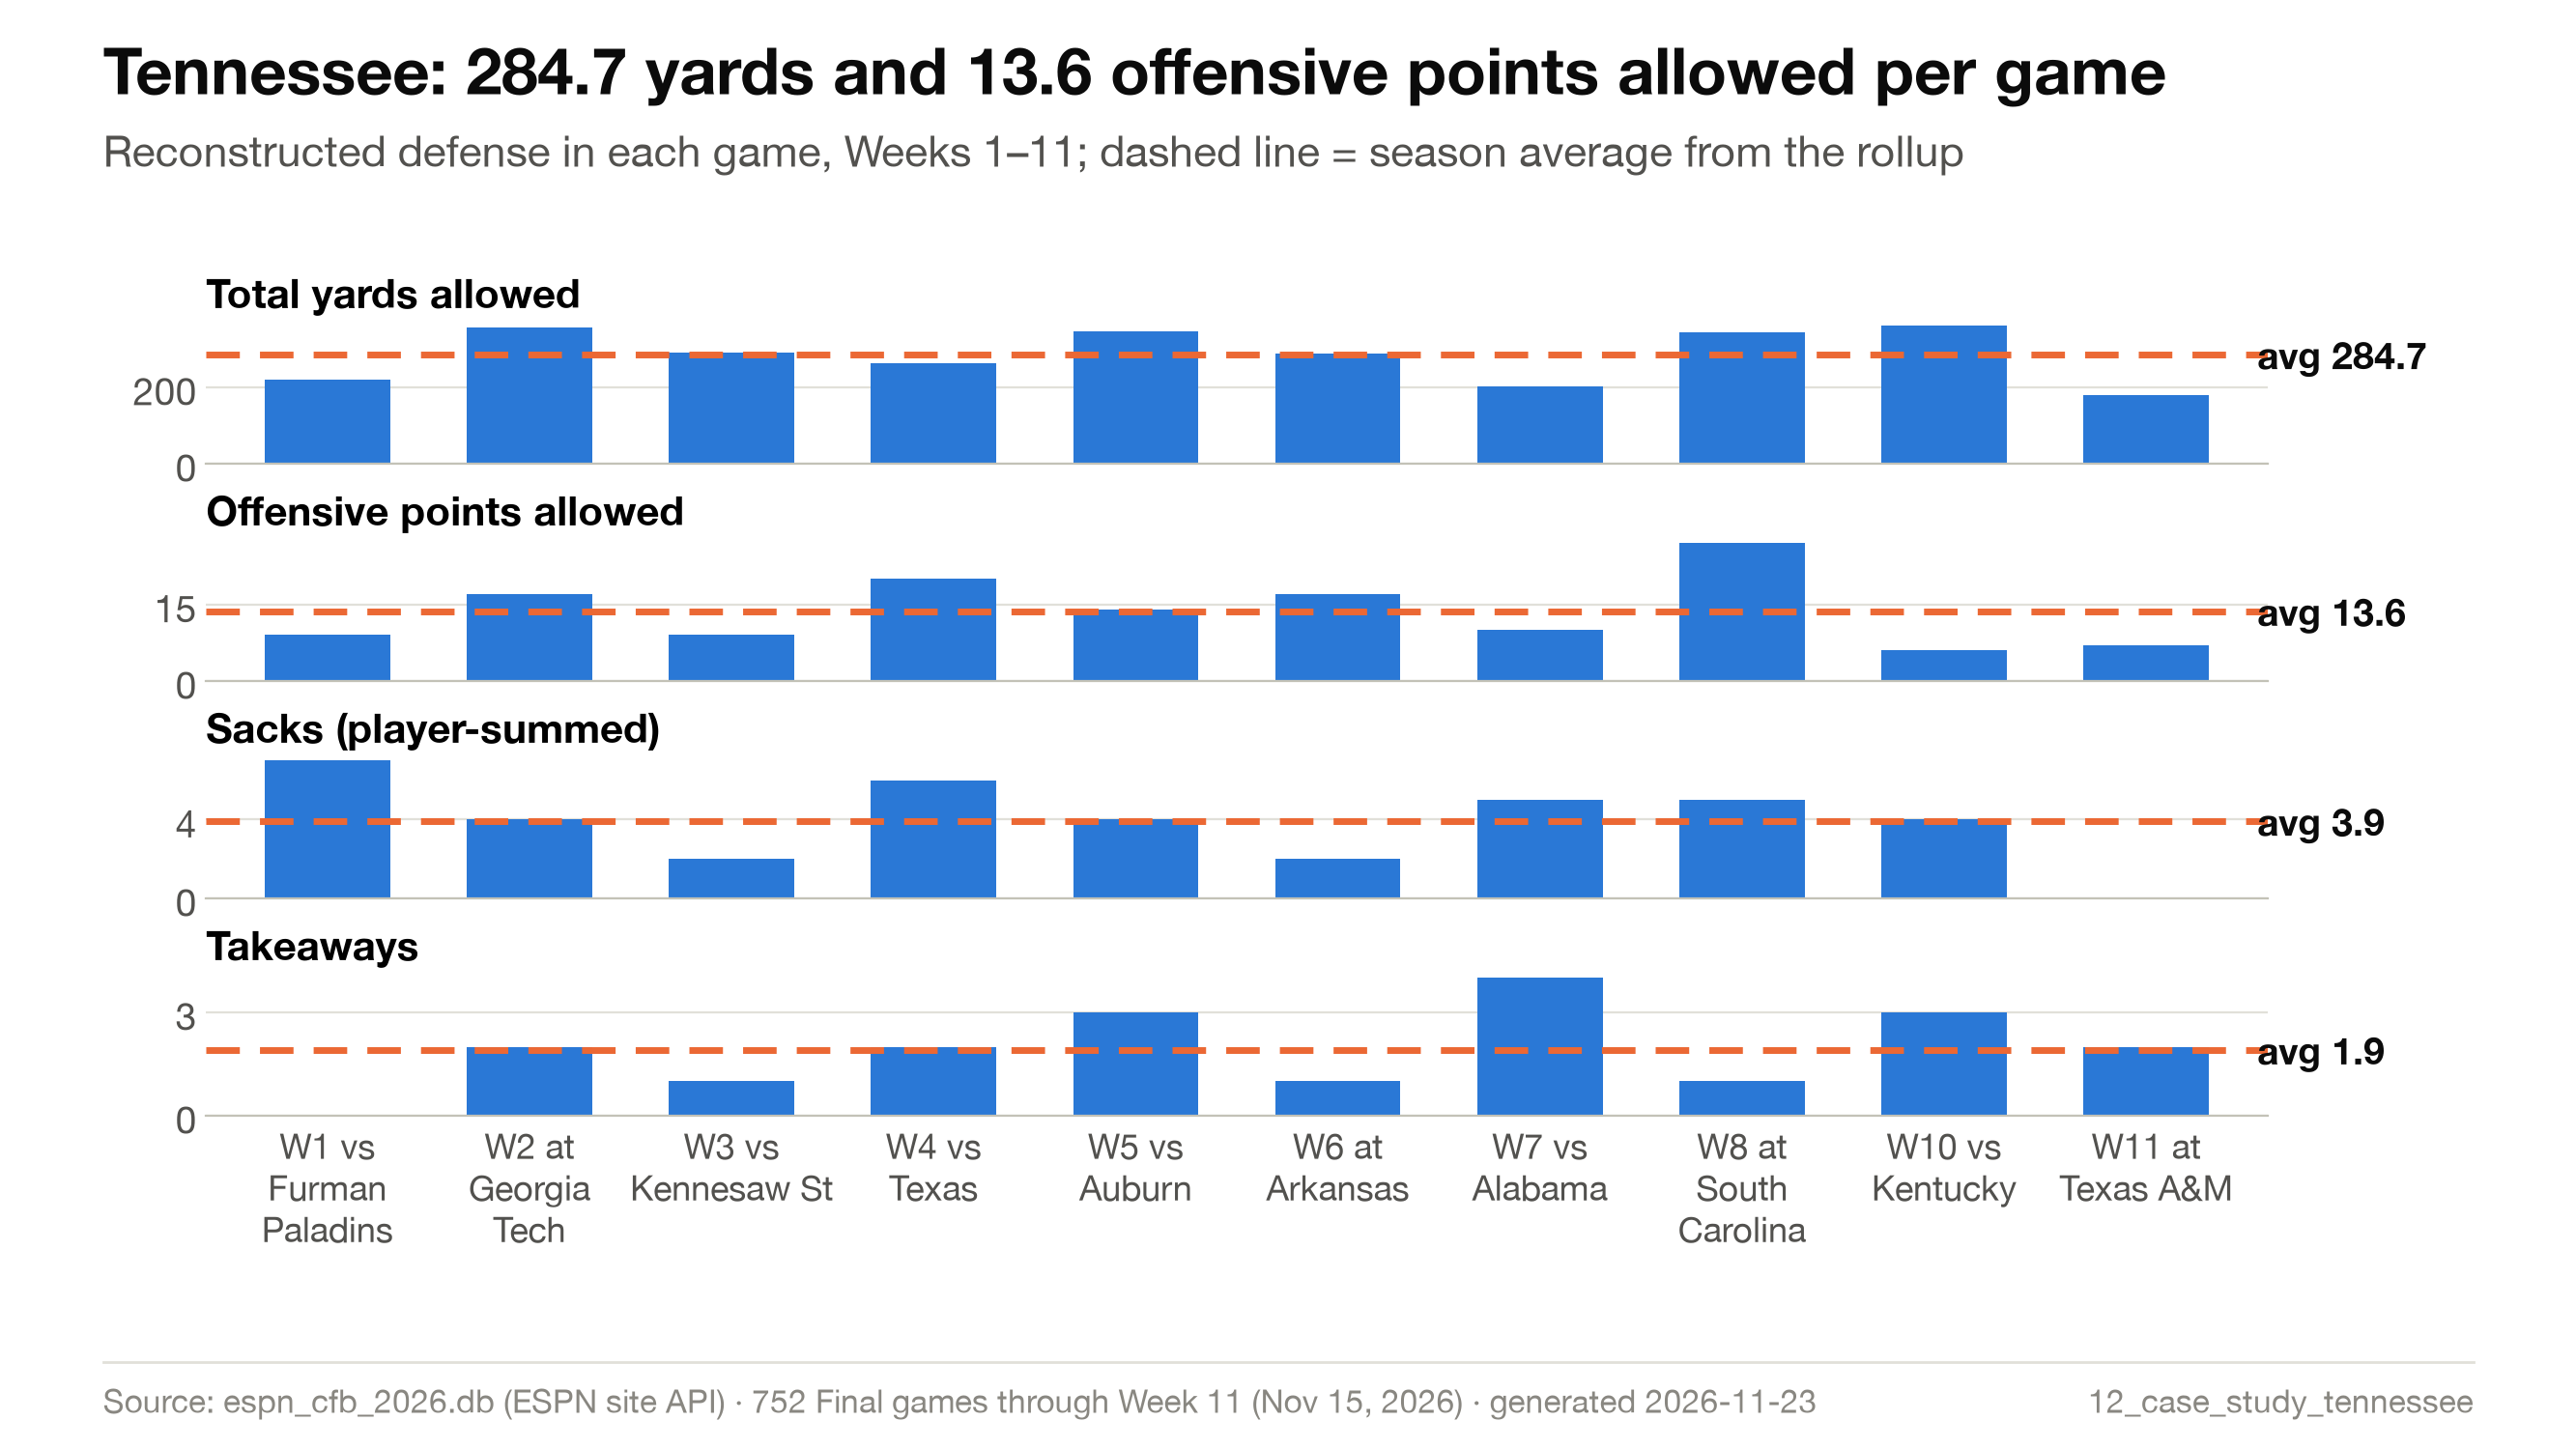 Tennessee: 284.7 yards and 13.6 offensive points allowed per game
Reconstructed defense in each game, Weeks 1–11; dashed line = season average from the rollup
Total yards allowed
200
0
avg 284.7
Offensive points allowed
15
0
avg 13.6
Sacks (player-summed)
4
0
avg 3.9
Takeaways
3
0
avg 1.9
W1 vs
Furman
Paladins
W2 at
Georgia
Tech
W3 vs
Kennesaw St
W4 vs
Texas
W5 vs
Auburn
W6 at
Arkansas
W7 vs
Alabama
W8 at
South
Carolina
W10 vs
Kentucky
W11 at
Texas A&M
Source: espn_cfb_2026.db (ESPN site API) · 752 Final games through Week 11 (Nov 15, 2026) · generated 2026-11-23
12_case_study_tennessee